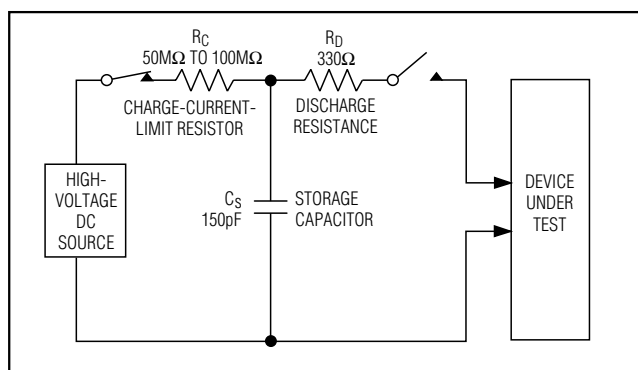 RC
50MΩ TO 100MΩ
CHARGE-CURRENT-
LIMIT RESISTOR
RD
330Ω
DISCHARGE
RESISTANCE
HIGH-
VOLTAGE
DC
SOURCE
CS
150pF
STORAGE
CAPACITOR
DEVICE
UNDER
TEST